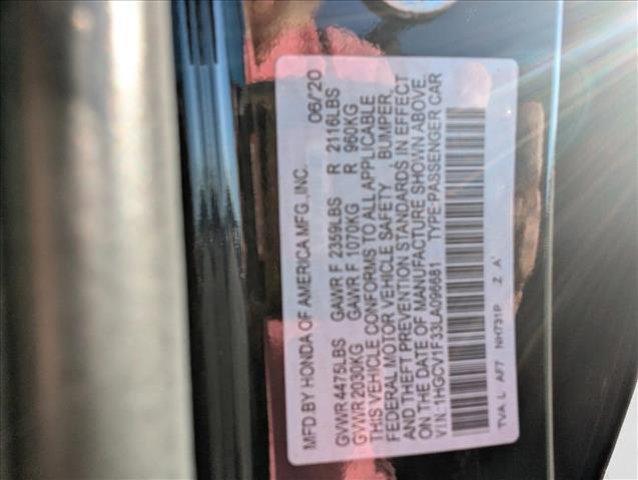 MFD BY HONDA OF AMERICA MFG., INC. 06/20
GVWR 4475LBS GAWR F 2359LBS R 2116LBS
GVWR 2030KG GAWR F 1070KG R 960KG
THIS VEHICLE CONFORMS TO ALL APPLICABLE
FEDERAL MOTOR VEHICLE SAFETY, BUMPER,
AND THEFT PREVENTION STANDARDS IN EFFECT
ON THE DATE OF MANUFACTURE SHOWN ABOVE.
V.I.N.: 1HGCV1F33LA096681 TYPE:PASSENGER CAR
TVA L AF7 NH731P Z A